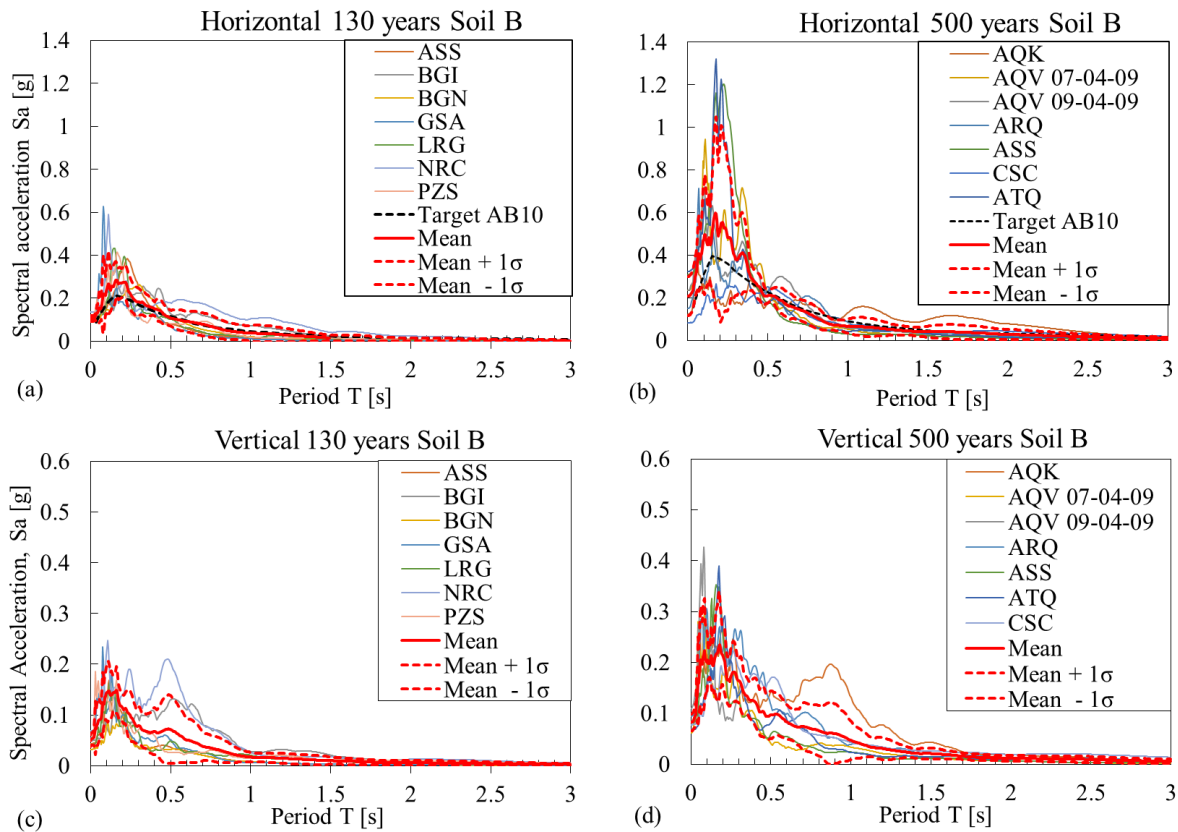 Horizontal 130 years Soil B
Spectral acceleration Sa [g]
1.4
1.2
1
0.8
0.6
0.4
0.2
0
ASS
BGI
BGN
GSA
LRG
NRC
PZS
Target AB10
Mean
Mean + 1σ
Mean - 1σ
0 0.5 1 1.5 2 2.5 3
Period T [s]
(a)
Horizontal 500 years Soil B
1.4
1.2
1
0.8
0.6
0.4
0.2
0
AQK
AQV 07-04-09
AQV 09-04-09
ARQ
ASS
CSC
ATQ
Target AB10
Mean
Mean + 1σ
Mean - 1σ
0 0.5 1 1.5 2 2.5 3
Period T [s]
(b)
Vertical 130 years Soil B
Spectral Acceleration, Sa [g]
0.6
0.5
0.4
0.3
0.2
0.1
0
ASS
BGI
BGN
GSA
LRG
NRC
PZS
Mean
Mean + 1σ
Mean - 1σ
0 0.5 1 1.5 2 2.5 3
Period T [s]
(c)
Vertical 500 years Soil B
0.6
0.5
0.4
0.3
0.2
0.1
0
AQK
AQV 07-04-09
AQV 09-04-09
ARQ
ASS
ATQ
CSC
Mean
Mean + 1σ
Mean - 1σ
0 0.5 1 1.5 2 2.5 3
Period T [s]
(d)